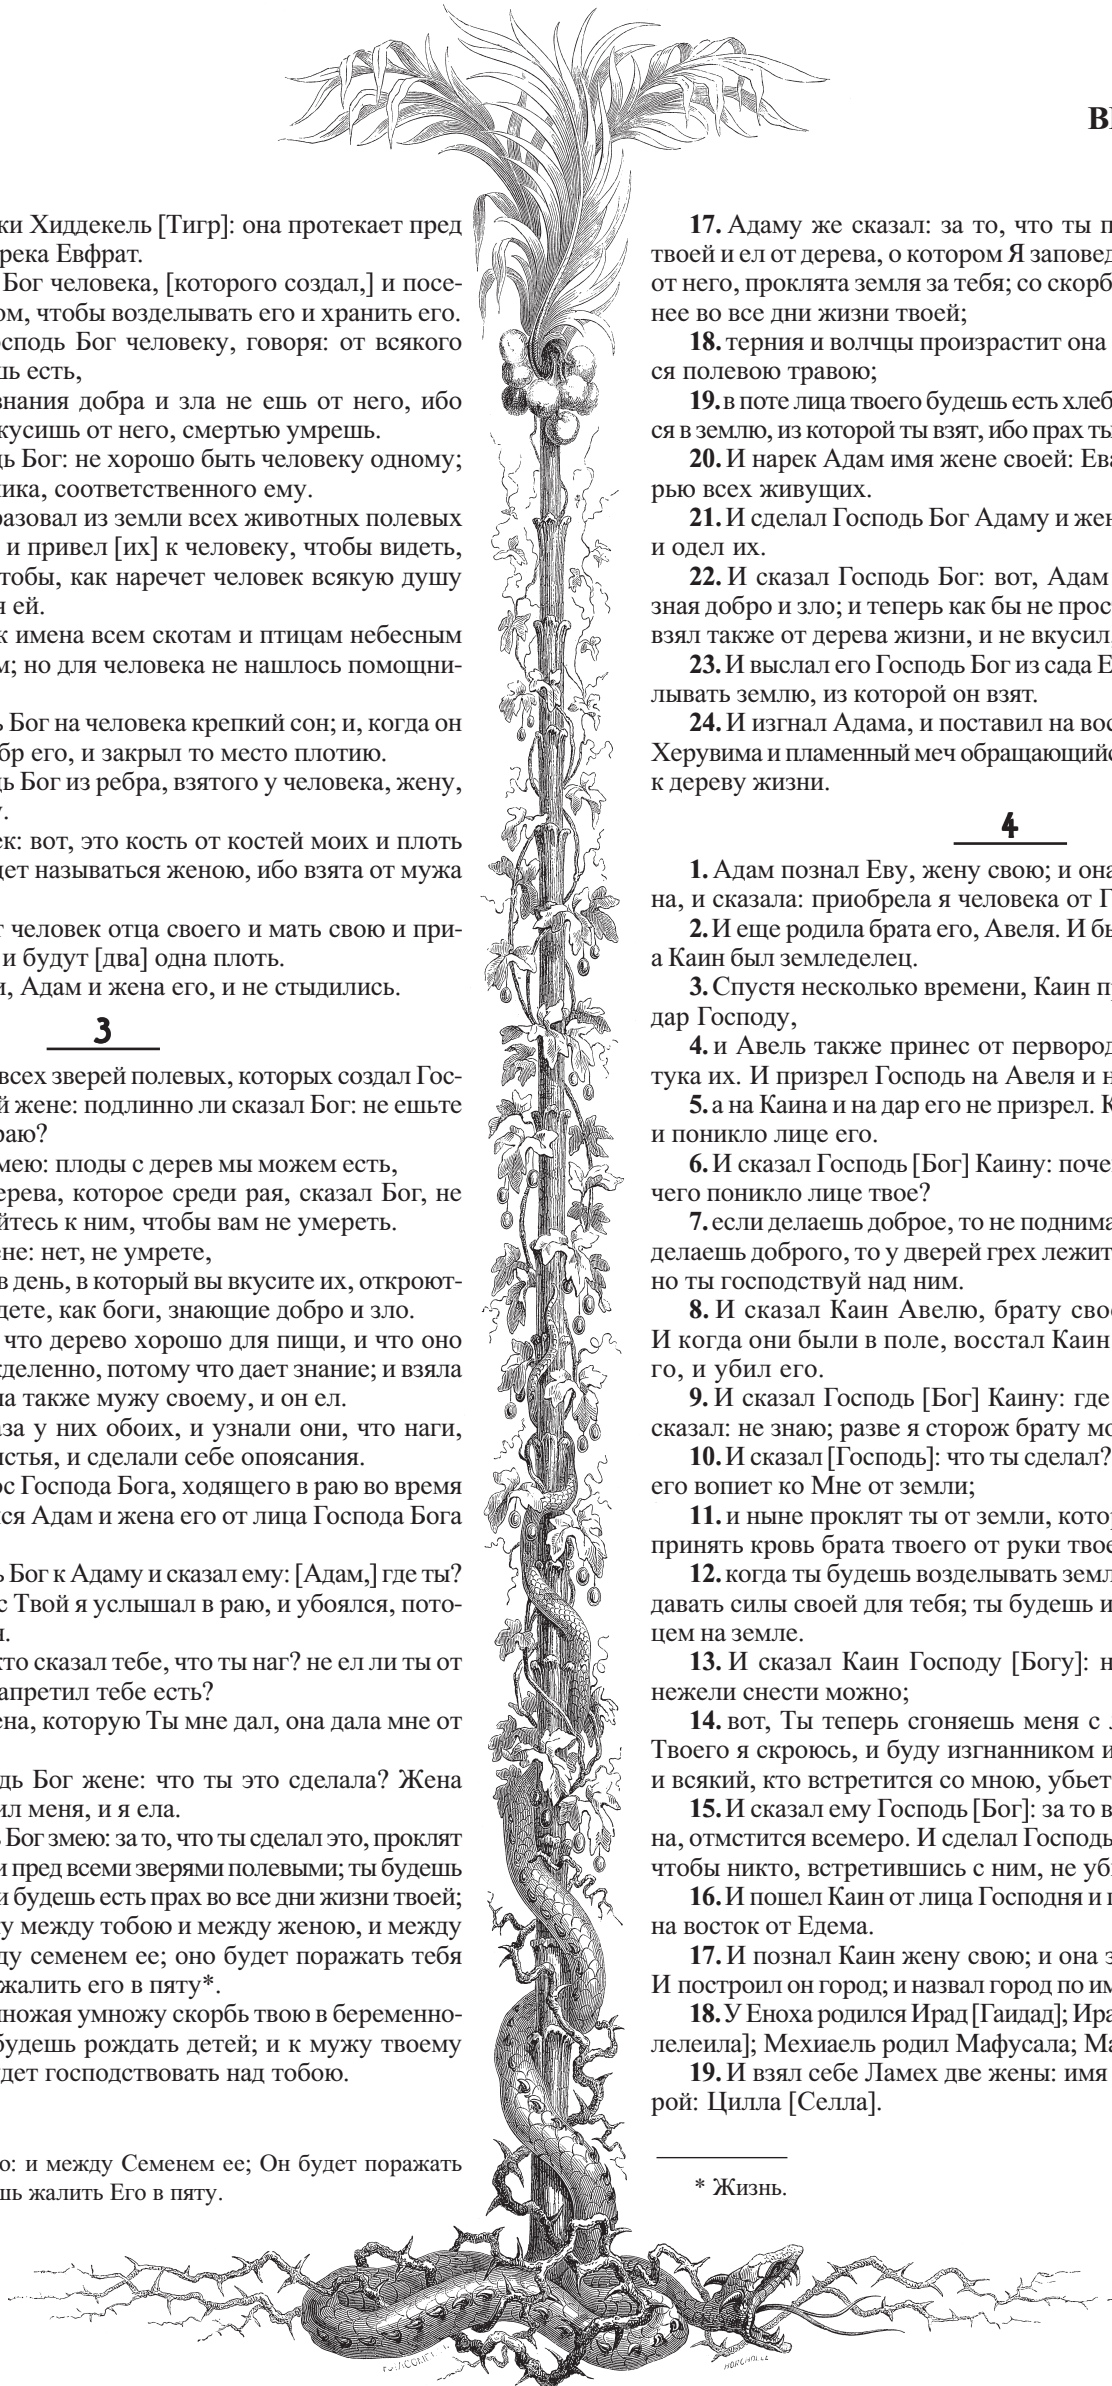 ки Хиддекель [Тигр]: она протекает пред
река Евфрат.
Бог человека, [которого создал,] и посе-
ом, чтобы возделывать его и хранить его.
осподь Бог человеку, говоря: от всякого
шь есть,
знания добра и зла не ешь от него, ибо
кусишь от него, смертью умрешь.
дь Бог: не хорошо быть человеку одному;
ника, соответственного ему.
разовал из земли всех животных полевых
и привел [их] к человеку, чтобы видеть,
чтобы, как наречет человек всякую душу
я ей.
к имена всем скотам и птицам небесным
м; но для человека не нашлось помощни-
ь Бог на человека крепкий сон; и, когда он
бр его, и закрыл то место плотию.
дь Бог из ребра, взятого у человека, жену,
у.
ек: вот, это кость от костей моих и плоть
дет называться женою, ибо взята от мужа
т человек отца своего и мать свою и при-
и будут [два] одна плоть.
и, Адам и жена его, и не стыдились.
3
всех зверей полевых, которых создал Гос-
й жене: подлинно ли сказал Бог: не ешьте
раю?
мею: плоды с дерев мы можем есть,
ерева, которое среди рая, сказал Бог, не
йтесь к ним, чтобы вам не умереть.
ене: нет, не умрете,
в день, в который вы вкусите их, откроют-
дете, как боги, знающие добро и зло.
что дерево хорошо для пищи, и что оно
жделенно, потому что дает знание; и взяла
ла также мужу своему, и он ел.
аза у них обоих, и узнали они, что наги,
истья, и сделали себе опоясания.
ос Господа Бога, ходящего в раю во время
лся Адам и жена его от лица Господа Бога
ь Бог к Адаму и сказал ему: [Адам,] где ты?
с Твой я услышал в раю, и убоялся, пото-
я.
кто сказал тебе, что ты наг? не ел ли ты от
апретил тебе есть?
ена, которую Ты мне дал, она дала мне от
дь Бог жене: что ты это сделала? Жена
ил меня, и я ела.
ь Бог змею: за то, что ты сделал это, проклят
и пред всеми зверями полевыми; ты будешь
и будешь есть прах во все дни жизни твоей;
у между тобою и между женою, и между
ду семенем ее; оно будет поражать тебя
жалить его в пяту*.
множая умножу скорбь твою в беременно-
будешь рождать детей; и к мужу твоему
удет господствовать над тобою.
о: и между Семенем ее; Он будет поражать
шь жалить Его в пяту.
17. Адаму же сказал: за то, что ты п
твоей и ел от дерева, о котором Я заповед
от него, проклята земля за тебя; со скорб
нее во все дни жизни твоей;
18. терния и волчцы произрастит она
ся полевою травою;
19. в поте лица твоего будешь есть хлеб
ся в землю, из которой ты взят, ибо прах ты
20. И нарек Адам имя жене своей: Ева
рью всех живущих.
21. И сделал Господь Бог Адаму и жен
и одел их.
22. И сказал Господь Бог: вот, Адам
зная добро и зло; и теперь как бы не прос
взял также от дерева жизни, и не вкусил,
23. И выслал его Господь Бог из сада Е
лывать землю, из которой он взят.
24. И изгнал Адама, и поставил на вос
Херувима и пламенный меч обращающийс
к дереву жизни.
4
1. Адам познал Еву, жену свою; и она
на, и сказала: приобрела я человека от Г
2. И еще родила брата его, Авеля. И бы
а Каин был земледелец.
3. Спустя несколько времени, Каин пр
дар Господу,
4. и Авель также принес от первород
тука их. И призрел Господь на Авеля и н
5. а на Каина и на дар его не призрел. К
и поникло лице его.
6. И сказал Господь [Бог] Каину: поче
чего поникло лице твое?
7. если делаешь доброе, то не поднима
делаешь доброго, то у дверей грех лежит
но ты господствуй над ним.
8. И сказал Каин Авелю, брату сво
И когда они были в поле, восстал Каин
го, и убил его.
9. И сказал Господь [Бог] Каину: где
сказал: не знаю; разве я сторож брату мо
10. И сказал [Господь]: что ты сделал?
его вопиет ко Мне от земли;
11. и ныне проклят ты от земли, котор
принять кровь брата твоего от руки твое
12. когда ты будешь возделывать земл
давать силы своей для тебя; ты будешь и
цем на земле.
13. И сказал Каин Господу [Богу]: н
нежели снести можно;
14. вот, Ты теперь сгоняешь меня с л
Твоего я скроюсь, и буду изгнанником и
и всякий, кто встретится со мною, убьет
15. И сказал ему Господь [Бог]: за то в
на, отмстится всемеро. И сделал Господь
чтобы никто, встретившись с ним, не уб
16. И пошел Каин от лица Господня и п
на восток от Едема.
17. И познал Каин жену свою; и она з
И построил он город; и назвал город по им
18. У Еноха родился Ирад [Гаидад]; Ира
лелеила]; Мехиаель родил Мафусала; Ма
19. И взял себе Ламех две жены: имя
рой: Цилла [Селла].
* Жизнь.